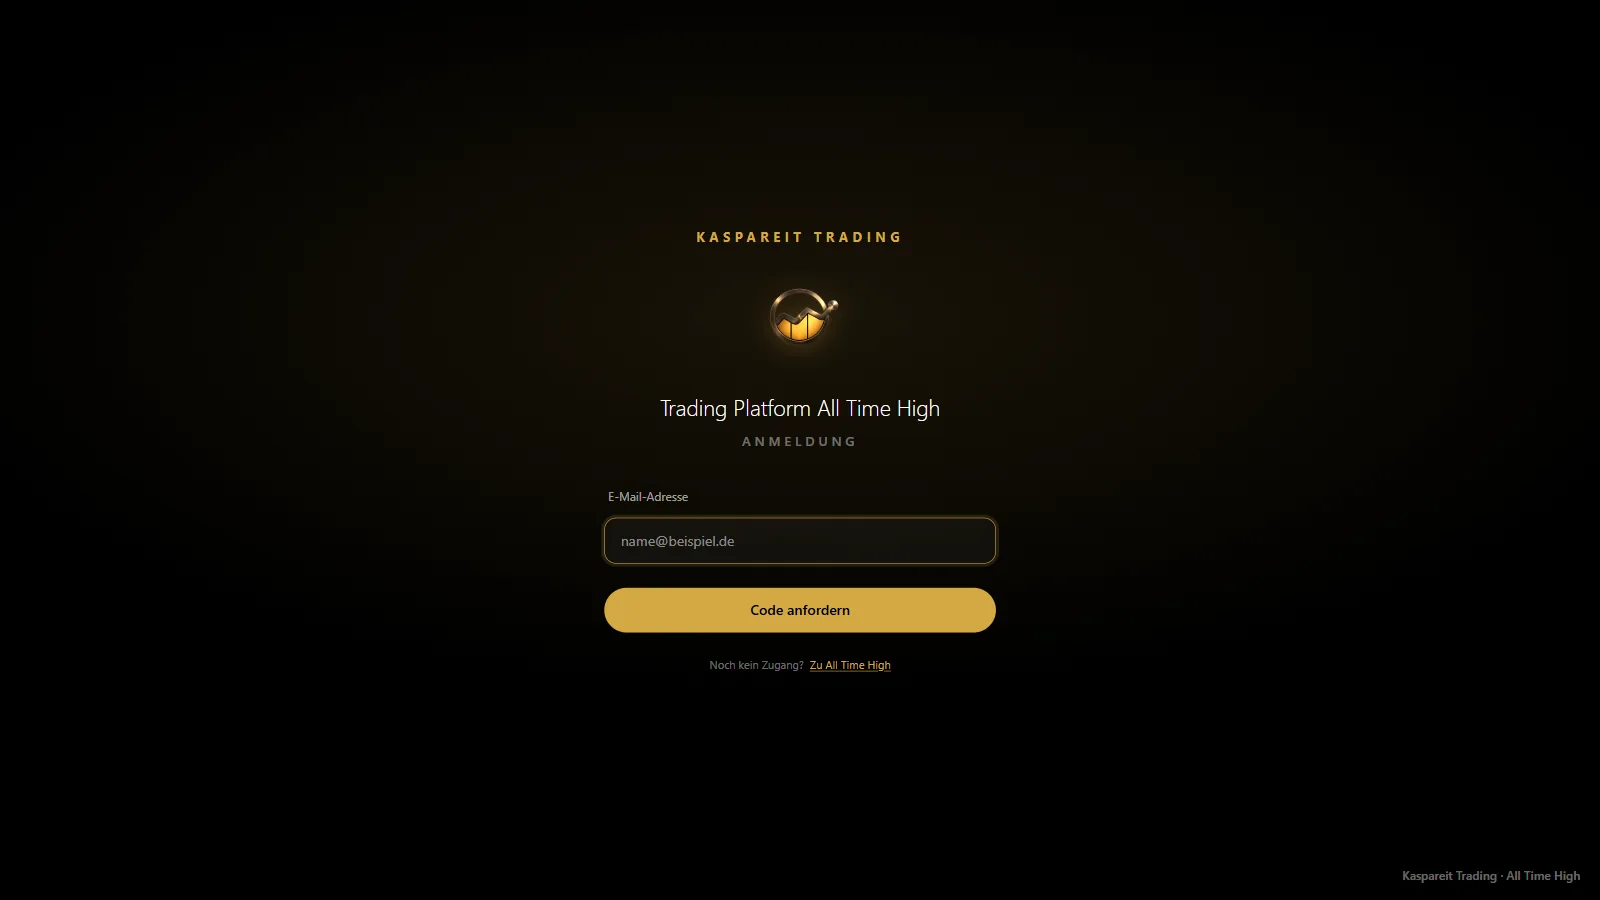 KASPAREIT TRADING
Trading Platform All Time High
ANMELDUNG
E-Mail-Adresse
name@beispiel.de
Code anfordern
Noch kein Zugang? Zu All Time High
Kaspareit Trading · All Time High